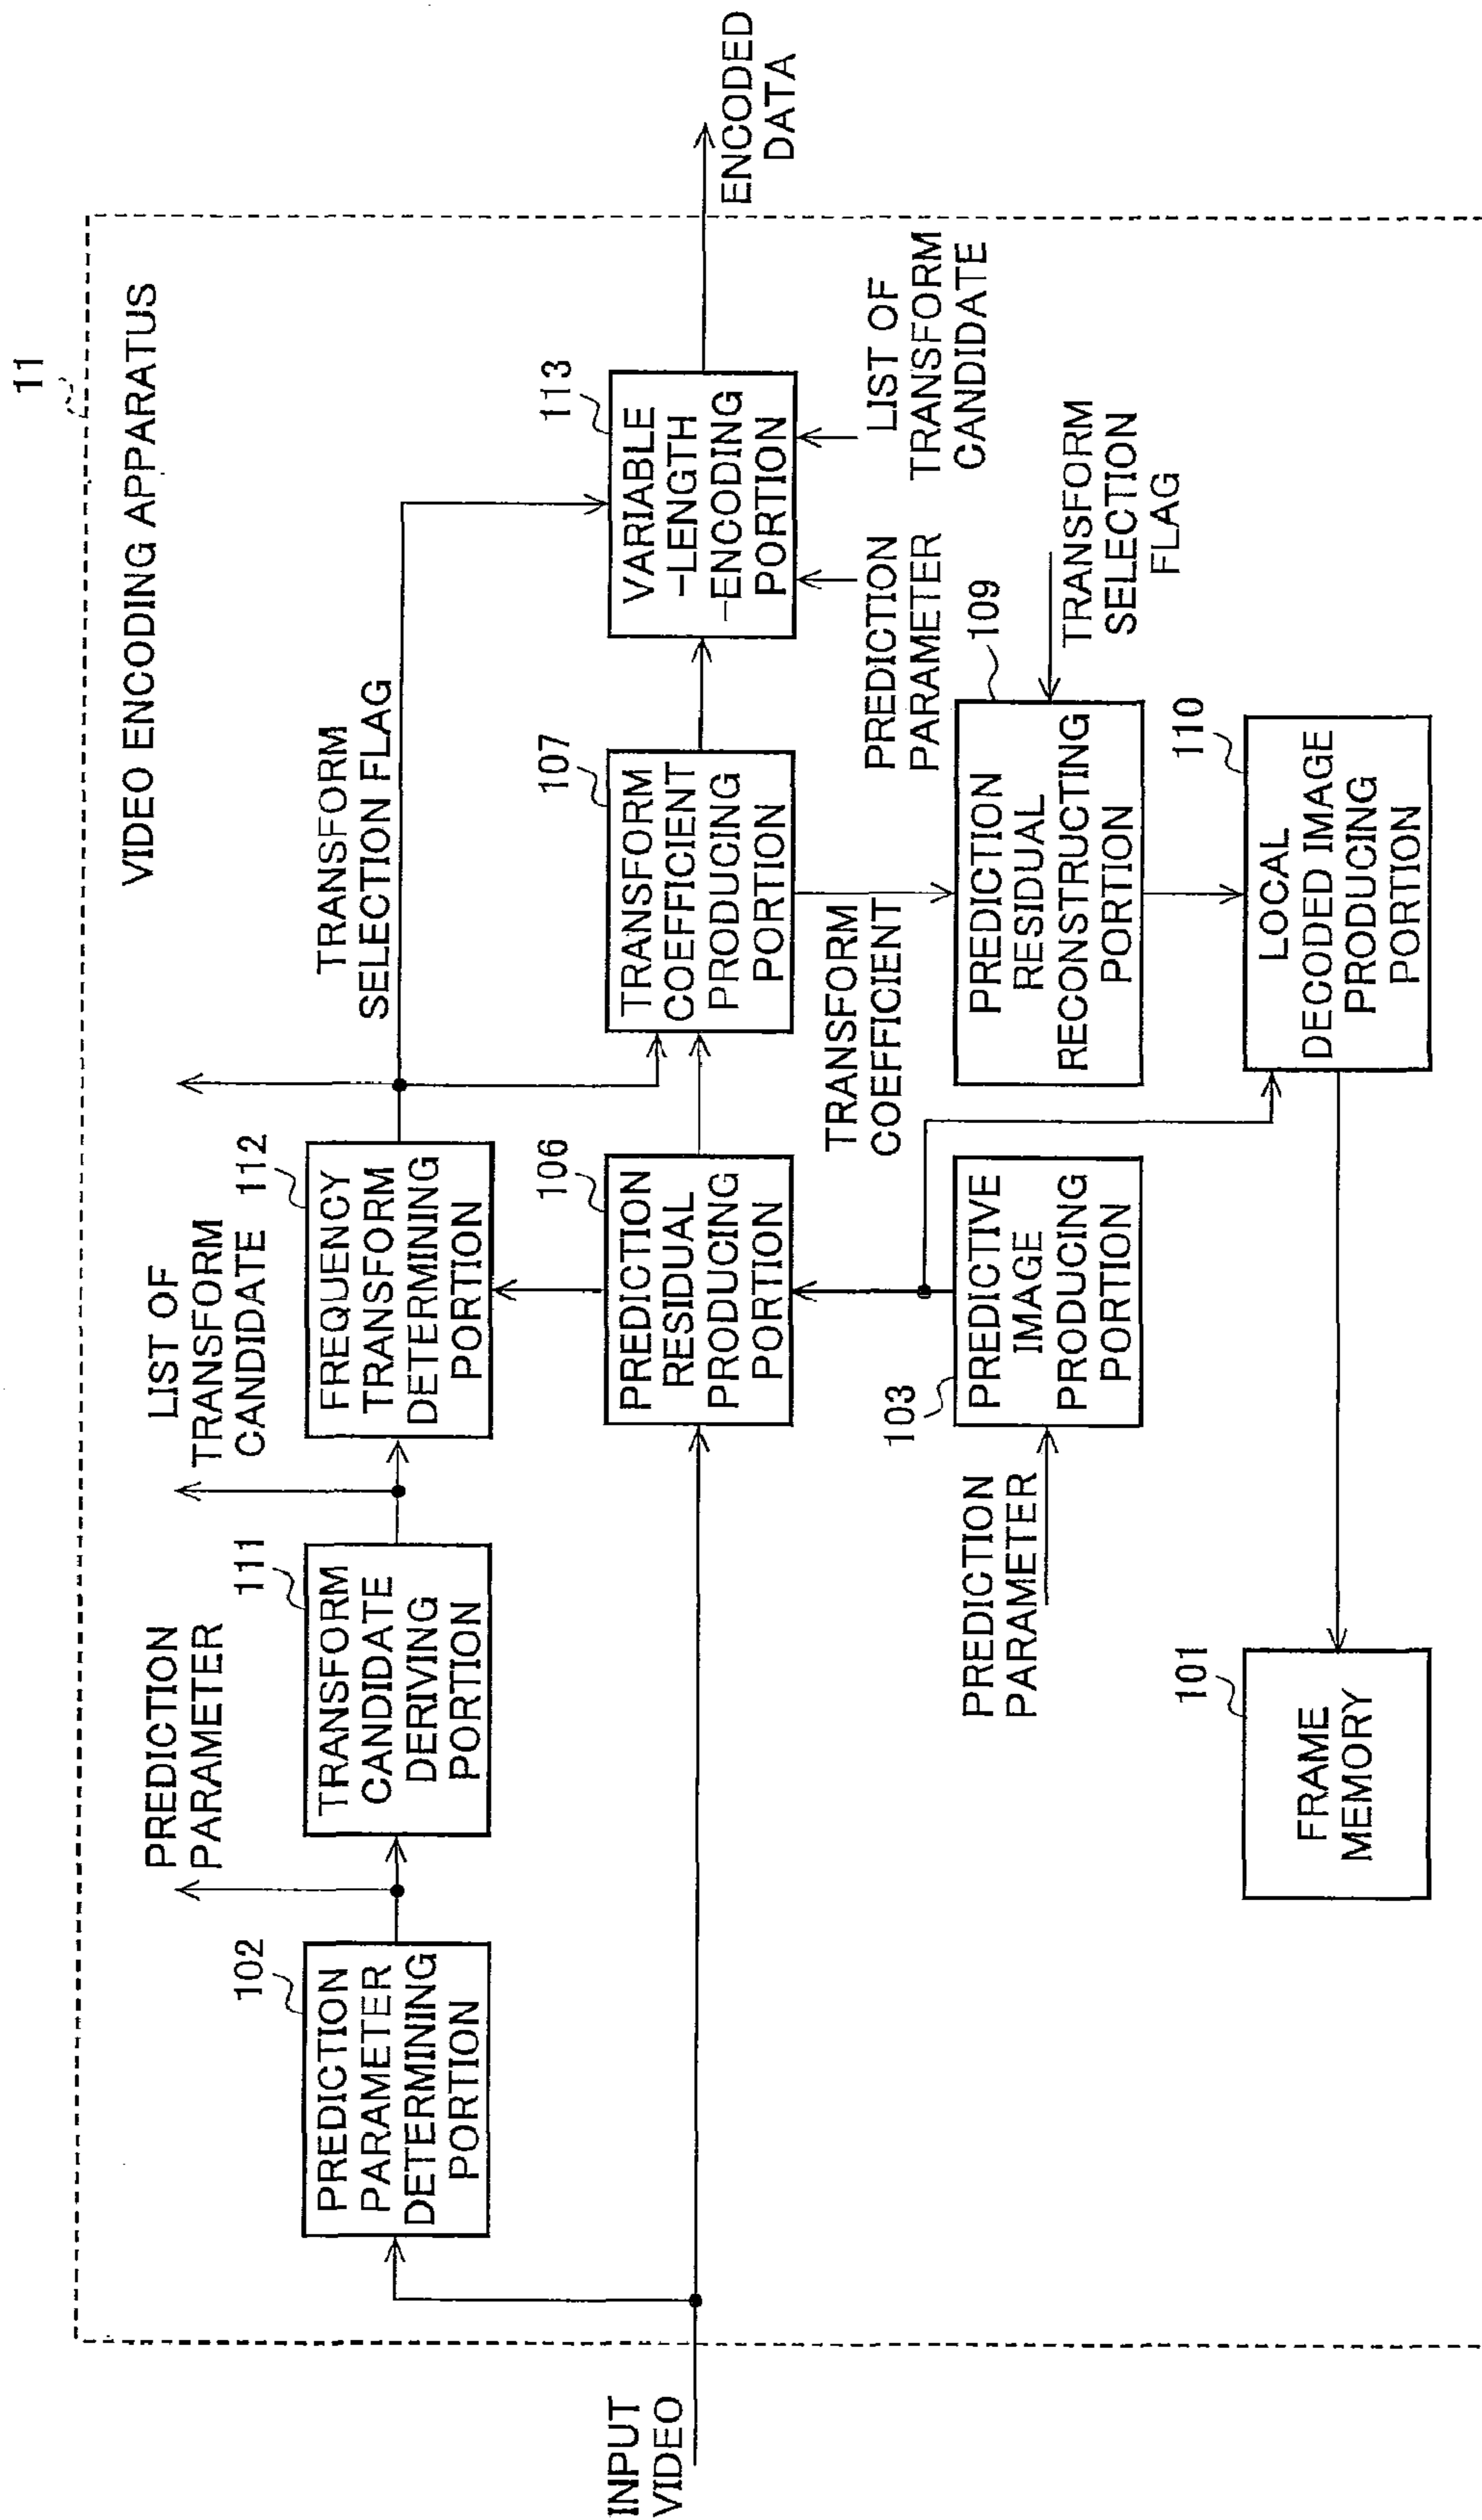 11
VIDEO ENCODING APPARATUS
INPUT
VIDEO
PREDICTION
PARAMETER
102
PREDICTION
PARAMETER
DETERMINING
PORTION
111
TRANSFORM
CANDIDATE
DERIVING
PORTION
LIST OF
TRANSFORM
CANDIDATE
112
FREQUENCY
TRANSFORM
DETERMINING
PORTION
TRANSFORM
SELECTION FLAG
106
PREDICTION
RESIDUAL
PRODUCING
PORTION
107
TRANSFORM
COEFFICIENT
PRODUCING
PORTION
113
VARIABLE
-LENGTH
-ENCODING
PORTION
ENCODED
DATA
PREDICTION
PARAMETER
LIST OF
TRANSFORM
CANDIDATE
TRANSFORM
COEFFICIENT
PREDICTION
PARAMETER
103
PREDICTIVE
IMAGE
PRODUCING
PORTION
109
PREDICTION
RESIDUAL
RECONSTRUCTING
PORTION
TRANSFORM
SELECTION
FLAG
101
FRAME
MEMORY
110
LOCAL
DECODED IMAGE
PRODUCING
PORTION